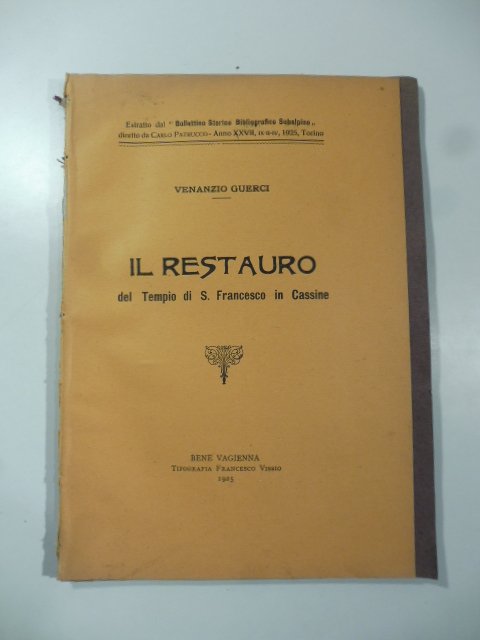 Estratto dal "Bollettino Storico Bibliografico Subalpino„
diretto da CARLO PATRUCCO - Anno XXVII, II-IV, 1925, Torino
VENANZIO GUERCI
IL RESTAURO
del Tempio di S. Francesco in Cassine
BENE VAGIENNA
TIPOGRAFIA FRANCESCO VISSIO
1925